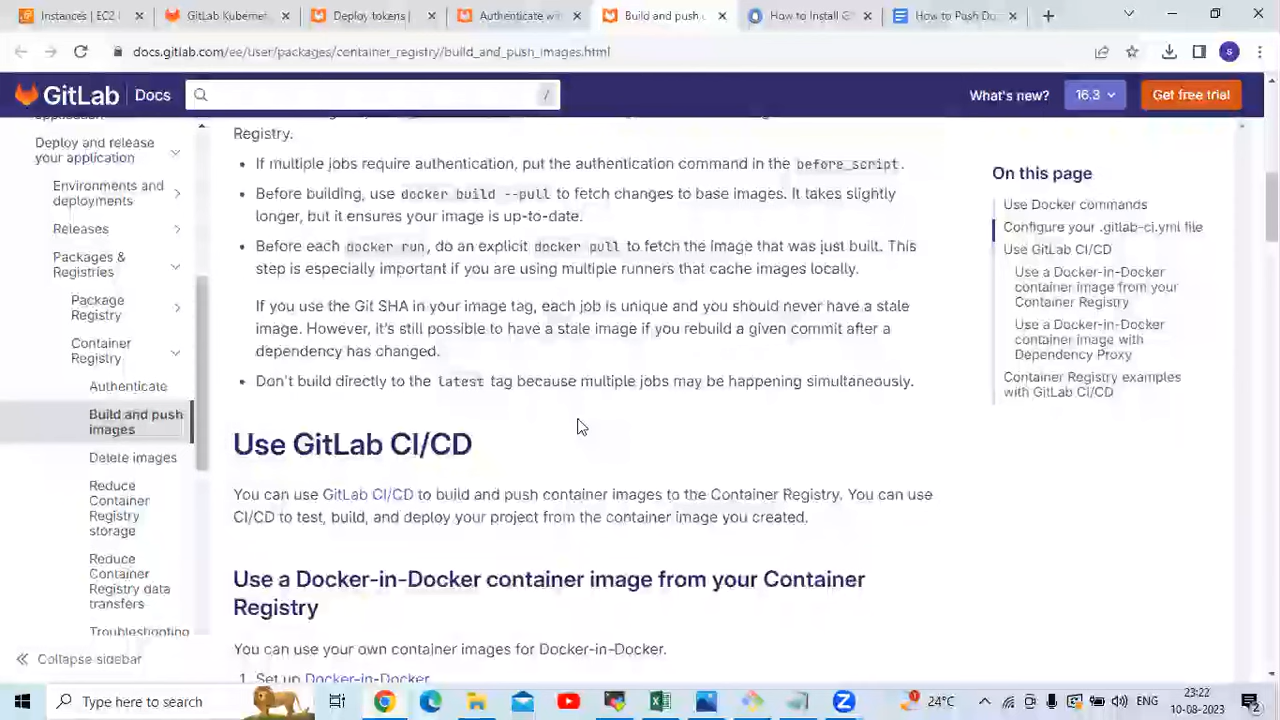 Instances | EC2
GitLab Kubern
Deploy tokens
Authenticate wi
Build and push
How to Install G
How to Push Do
docs.gitlab.com/ee/user/packages/container_registry//build_and_push_images.html
s
GitLab Docs
/
What's new?
16.3
Get free trial
Deploy and release
your application
Environments and
deployments
Releases
Packages &
Registries
Package
Registry
Container
Registry
Authenticate
Build and push
images
Delete images
Reduce
Container
Registry
storage
Reduce
Container
Registry data
transfers
Troubleshooting
Collapse sidebar
Registry.
• If multiple jobs require authentication, put the authentication command in the before_script.
• Before building, use docker build --pull to fetch changes to base images. It takes slightly
longer, but it ensures your image is up-to-date.
• Before each docker run, do an explicit docker pull to fetch the image that was just built. This
step is especially important if you are using multiple runners that cache images locally.
If you use the Git SHA in your image tag, each job is unique and you should never have a stale
image. However, it's still possible to have a stale image if you rebuild a given commit after a
dependency has changed.
• Don't build directly to the latest tag because multiple jobs may be happening simultaneously.
Use GitLab CI/CD
You can use GitLab CI/CD to build and push container images to the Container Registry. You can use
CI/CD to test, build, and deploy your project from the container image you created.
Use a Docker-in-Docker container image from your Container
Registry
You can use your own container images for Docker-in-Docker.
1. Set up Docker-in-Docker
On this page
Use Docker commands
Configure your .gitlab-ci.yml file
Use GitLab CI/CD
Use a Docker-in-Docker
container image from your
Container Registry
Use a Docker-in-Docker
container image with
Dependency Proxy
Container Registry examples
with GitLab CI/CD
Type here to search
24°C
ENG
23:22
10-08-2023